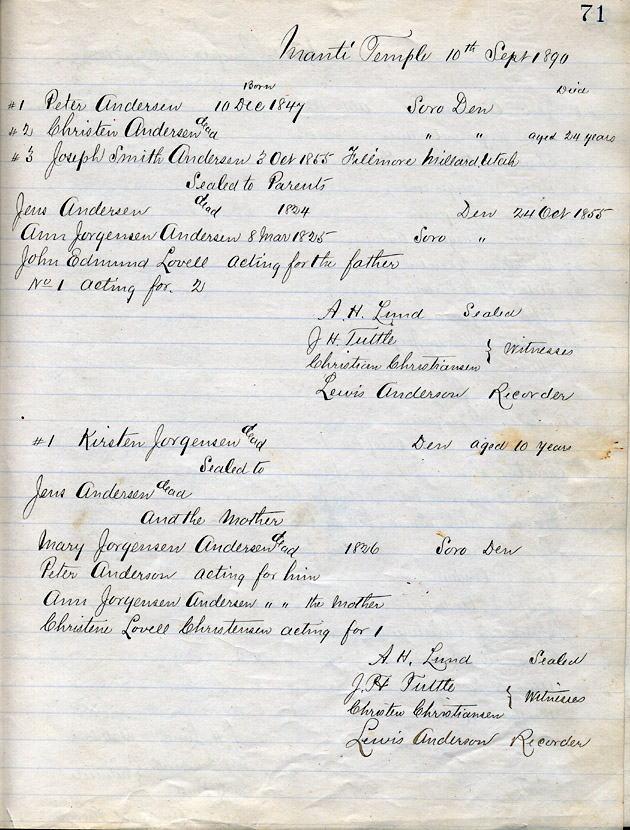 71
Manti Temple 10th Sept 1890
Born Died
#1 Peter Andersen 10 Dec 1847 Soro Den
#2 Christen Andersen dead " " aged 24 years
#3 Joseph Smith Andersen 3 Oct 1855 Fillmore Millard, Utah
Sealed to Parents
Jens Andersen dead 1824 Den 24 Oct 1855
Ann Jorgensen Andersen 8 Mar 1825 Soro "
John Edmund Lovell acting for the father
No 1 acting for. 2
A. H. Lund Sealed
J H. Tuttle
Christian Christiansen } Witnesses
Lewis Anderson Recorder
#1 Kirsten Jorgensen dead Den aged 10 years
Sealed to
Jens Andersen dead
And the Mother
Mary Jorgensen Andersen dead 1826 Soro Den
Peter Anderson acting for him
Ann Jorgensen Andersen " " the Mother
Christine Lovell Christensen acting for 1
A. H. Lund Sealed
J. H Tuttle
Christen Christiansen } Witnesses
Lewis Anderson Recorder